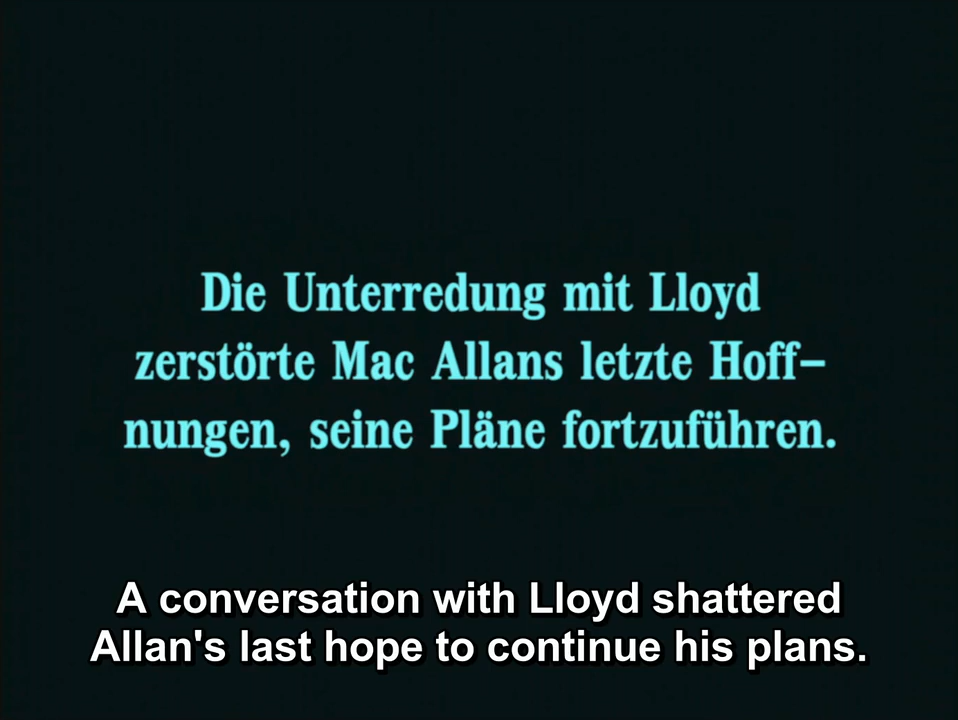 Die Unterredung mit Lloyd
zerstörte Mac Allans letzte Hoff-
nungen, seine Pläne fortzuführen.
A conversation with Lloyd shattered
Allan's last hope to continue his plans.